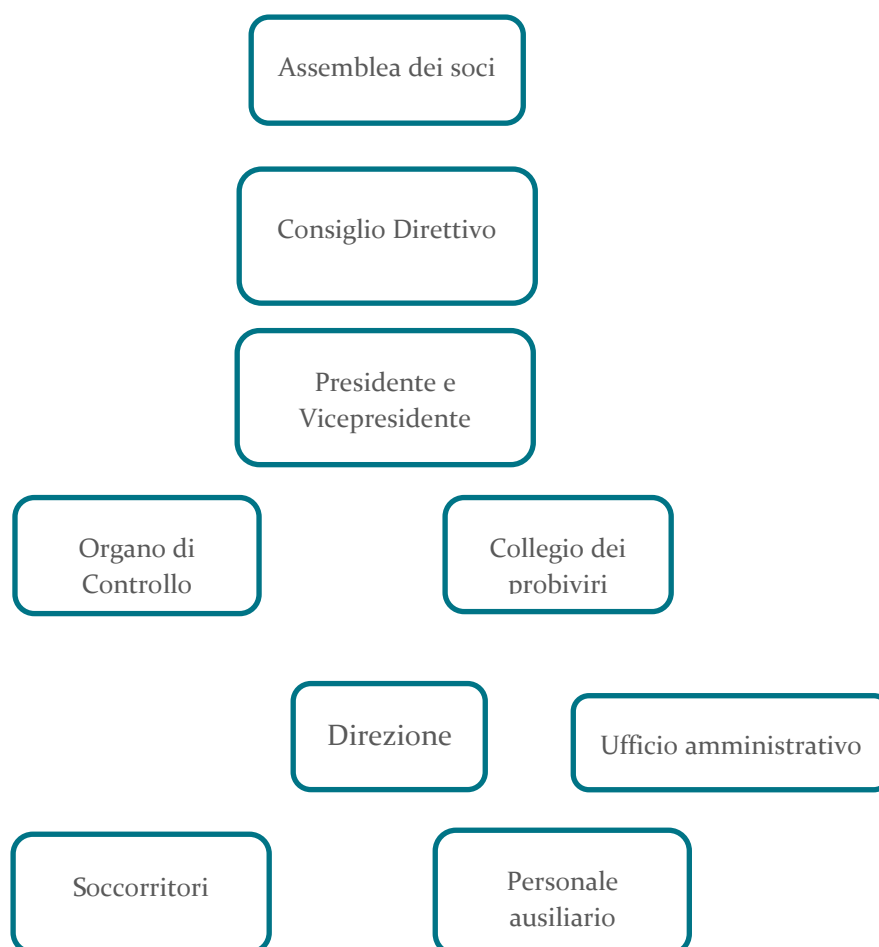 Assemblea dei soci
Consiglio Direttivo
Presidente e
Vicepresidente
Organo di
Controllo
Collegio dei
probiviri
Direzione
Ufficio amministrativo
Soccorritori
Personale
ausiliario